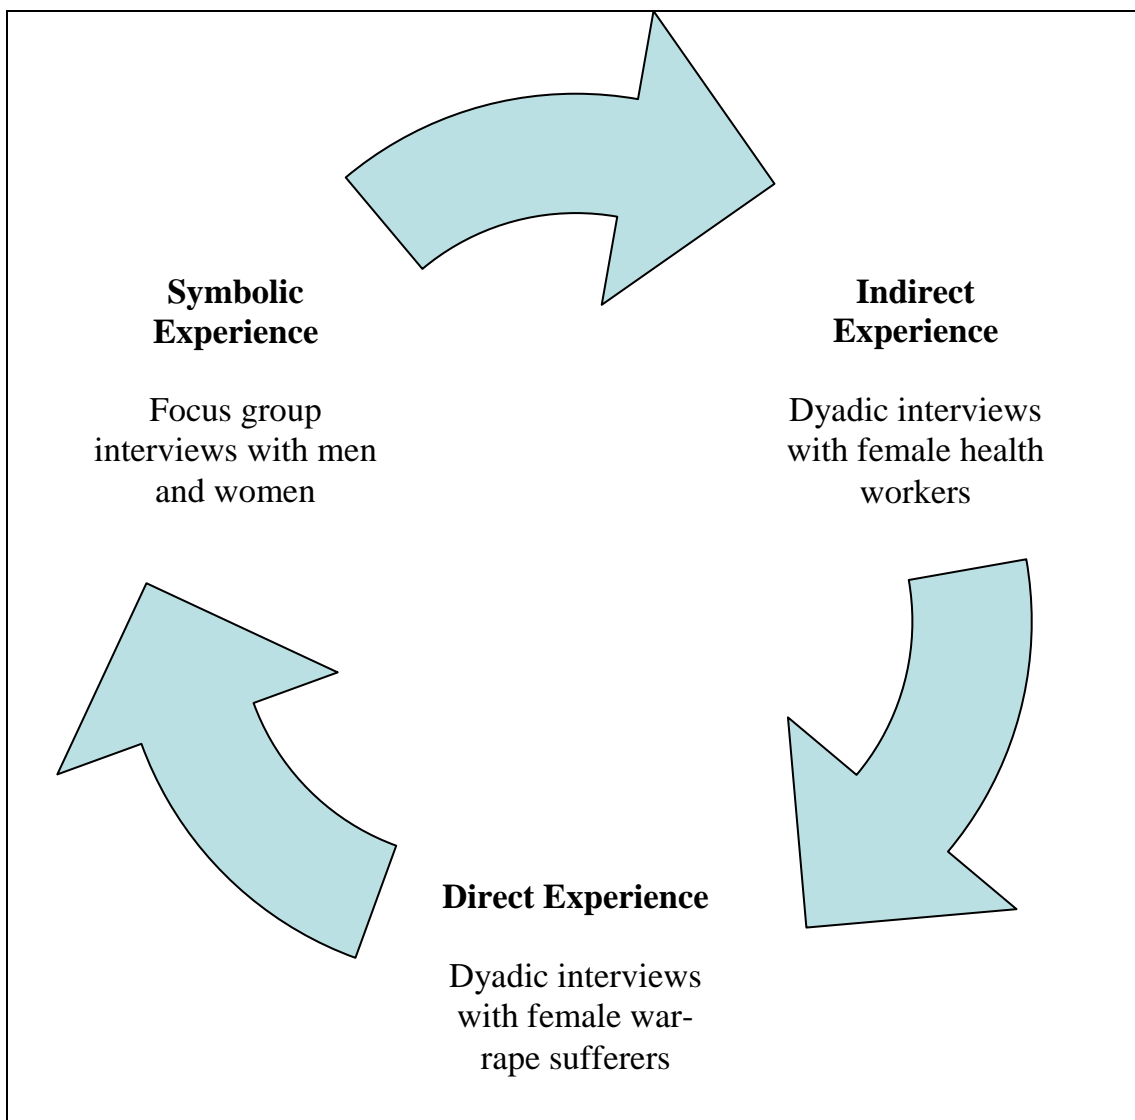 Symbolic
Experience
Focus group
interviews with men
and women
Indirect
Experience
Dyadic interviews
with female health
workers
Direct Experience
Dyadic interviews
with female war-
rape sufferers